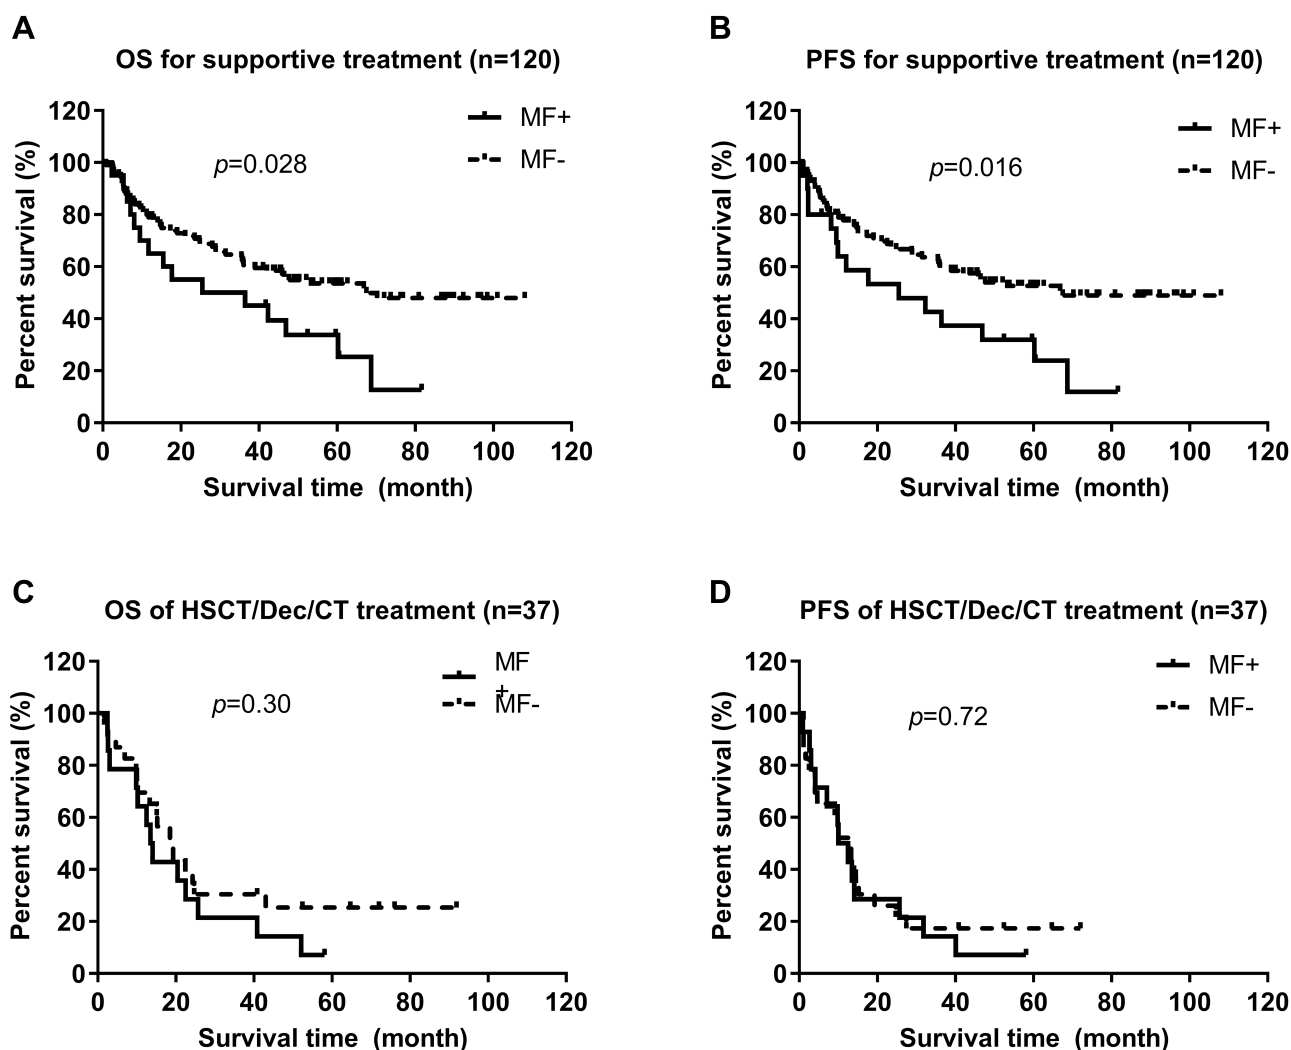 A
OS for supportive treatment (n=120)
MF+
MF-
p=0.028
Percent survival (%)
120
100
80
60
40
20
0
0 20 40 60 80 100 120
Survival time (month)
B
PFS for supportive treatment (n=120)
MF+
MF-
p=0.016
Percent survival (%)
120
100
80
60
40
20
0
0 20 40 60 80 100 120
Survival time (month)
C
OS of HSCT/Dec/CT treatment (n=37)
MF
+
MF-
p=0.30
Percent survival (%)
120
100
80
60
40
20
0
0 20 40 60 80 100 120
Survival time (month)
D
PFS of HSCT/Dec/CT treatment (n=37)
MF+
MF-
p=0.72
Percent survival (%)
120
100
80
60
40
20
0
0 20 40 60 80 100 120
Survival time (month)